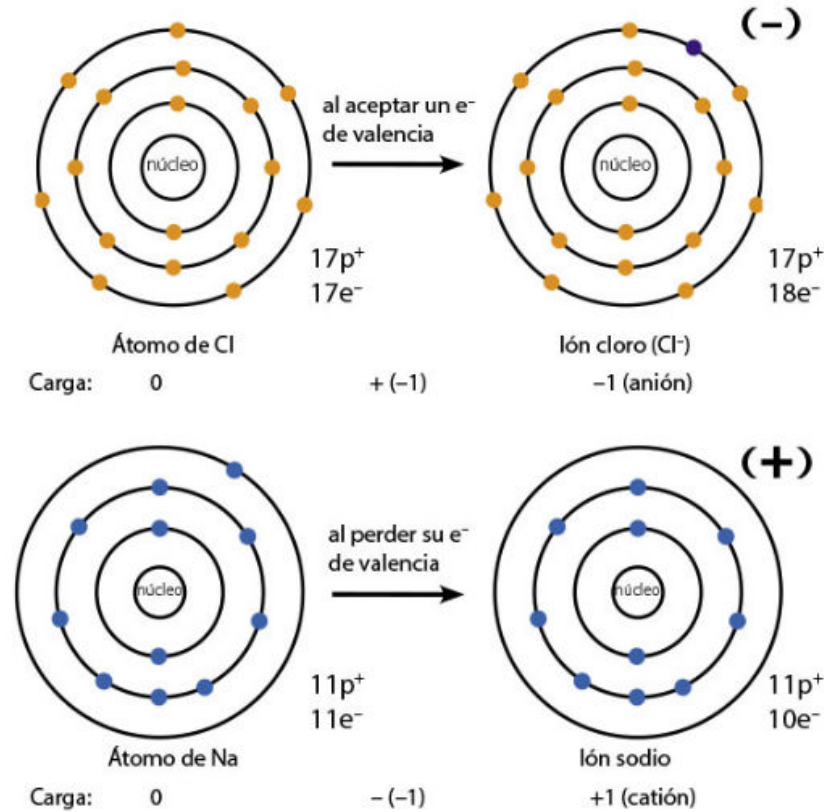 (−)
al aceptar un e⁻
de valencia
núcleo
núcleo
17p⁺
17e⁻
17p⁺
18e⁻
Átomo de Cl
Ión cloro (Cl⁻)
Carga: 0 + (–1) –1 (anión)
(+)
al perder su e⁻
de valencia
núcleo
núcleo
11p⁺
11e⁻
11p⁺
10e⁻
Átomo de Na
Ión sodio
Carga: 0 – (–1) +1 (catión)